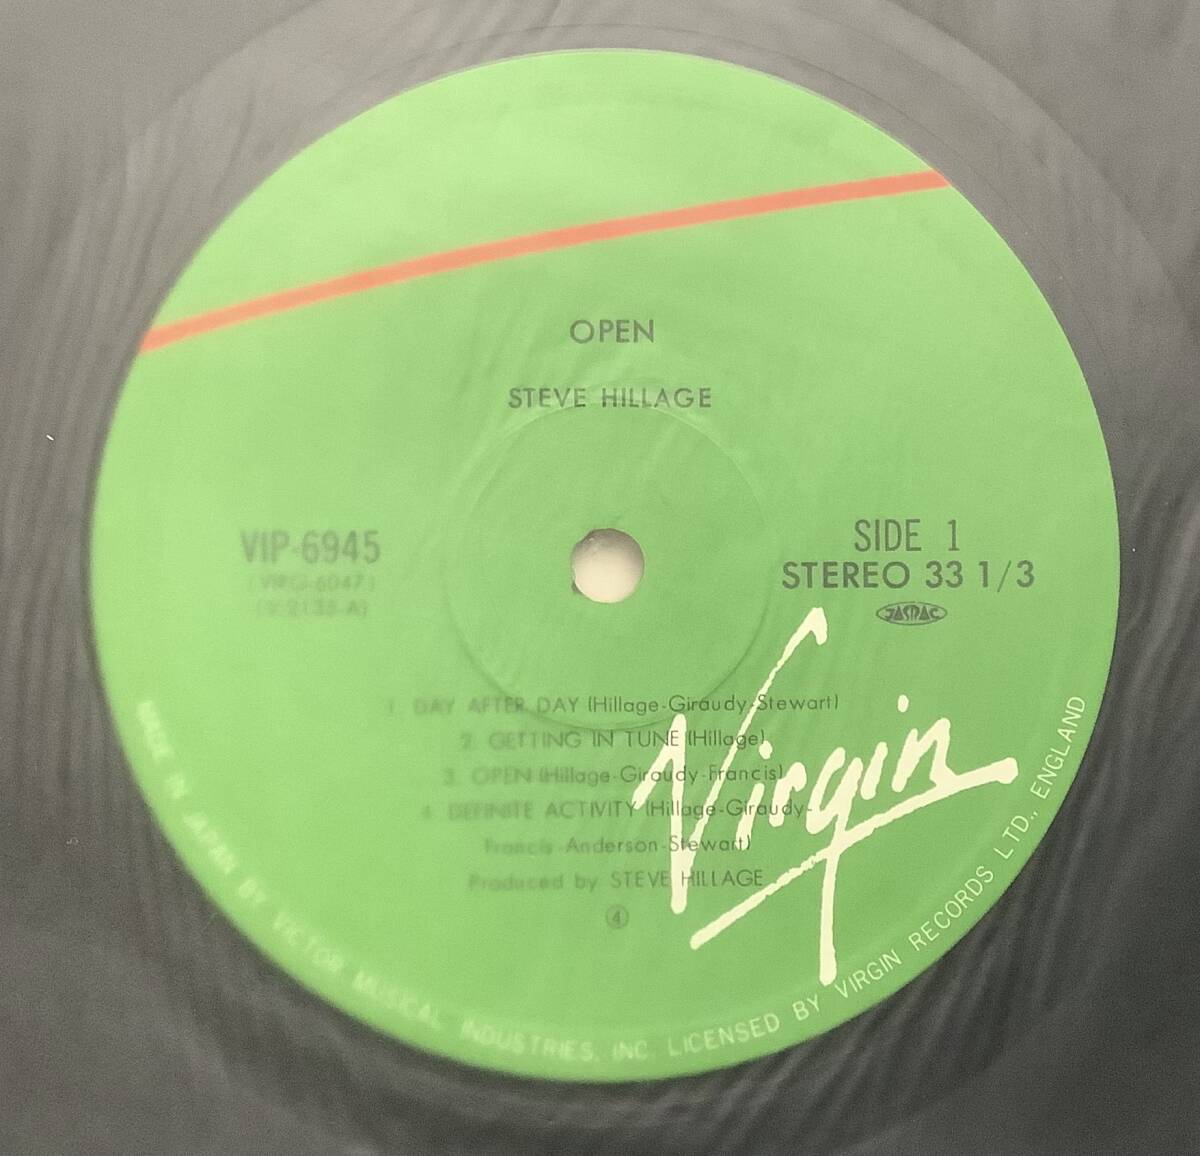 OPEN
STEVE HILLAGE
VIP-6945
(VIRG-6047)
(V 2135-A)
SIDE 1
STEREO 33 1/3
JASRAC
1. DAY AFTER DAY (Hillage-Giraudy-Stewart)
2. GETTING IN TUNE (Hillage)
3. OPEN (Hillage-Giraudy-Francis)
4. DEFINITE ACTIVITY (Hillage-Giraudy-
Francis-Anderson-Stewart)
Produced by STEVE HILLAGE
④
Virgin
MADE IN JAPAN BY VICTOR MUSICAL INDUSTRIES, INC. LICENSED BY VIRGIN RECORDS LTD., ENGLAND